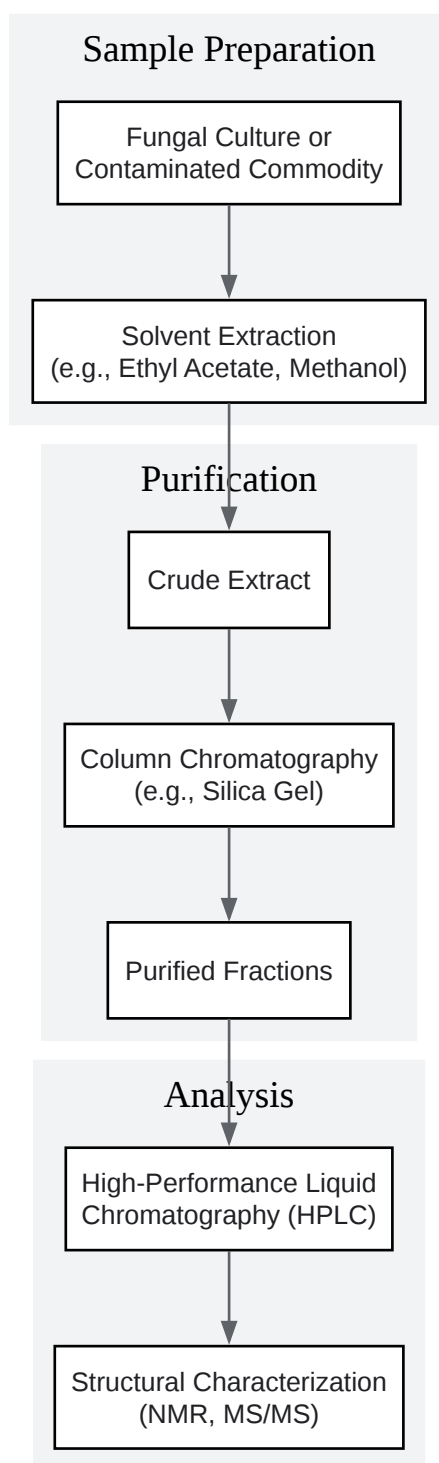 Sample Preparation
Fungal Culture or
Contaminated Commodity
Solvent Extraction
(e.g., Ethyl Acetate, Methanol)
Purification
Crude Extract
Column Chromatography
(e.g., Silica Gel)
Purified Fractions
Analysis
High-Performance Liquid
Chromatography (HPLC)
Structural Characterization
(NMR, MS/MS)